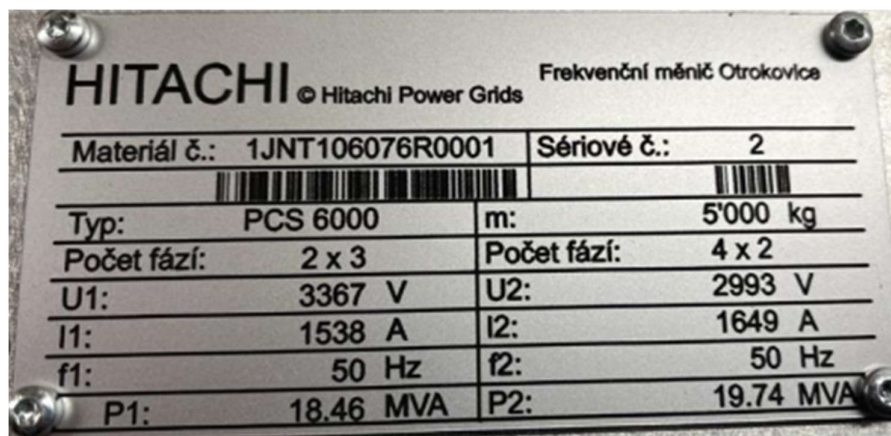 HITACHI © Hitachi Power Grids Frekvenční měnič Otrokovice
Materiál č.: 1JNT106076R0001 Sériové č.: 2
Typ: PCS 6000 m: 5'000 kg
Počet fází: 2 x 3 Počet fází: 4 x 2
U1: 3367 V U2: 2993 V
I1: 1538 A I2: 1649 A
f1: 50 Hz f2: 50 Hz
P1: 18.46 MVA P2: 19.74 MVA